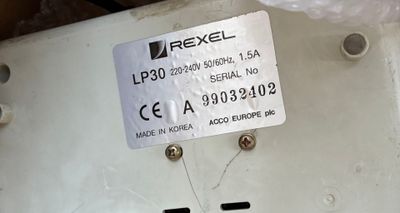 REXEL
LP30 220-240V 50/60Hz, 1.5A
SERIAL No
CE A 99032402
MADE IN KOREA ACCO EUROPE plc